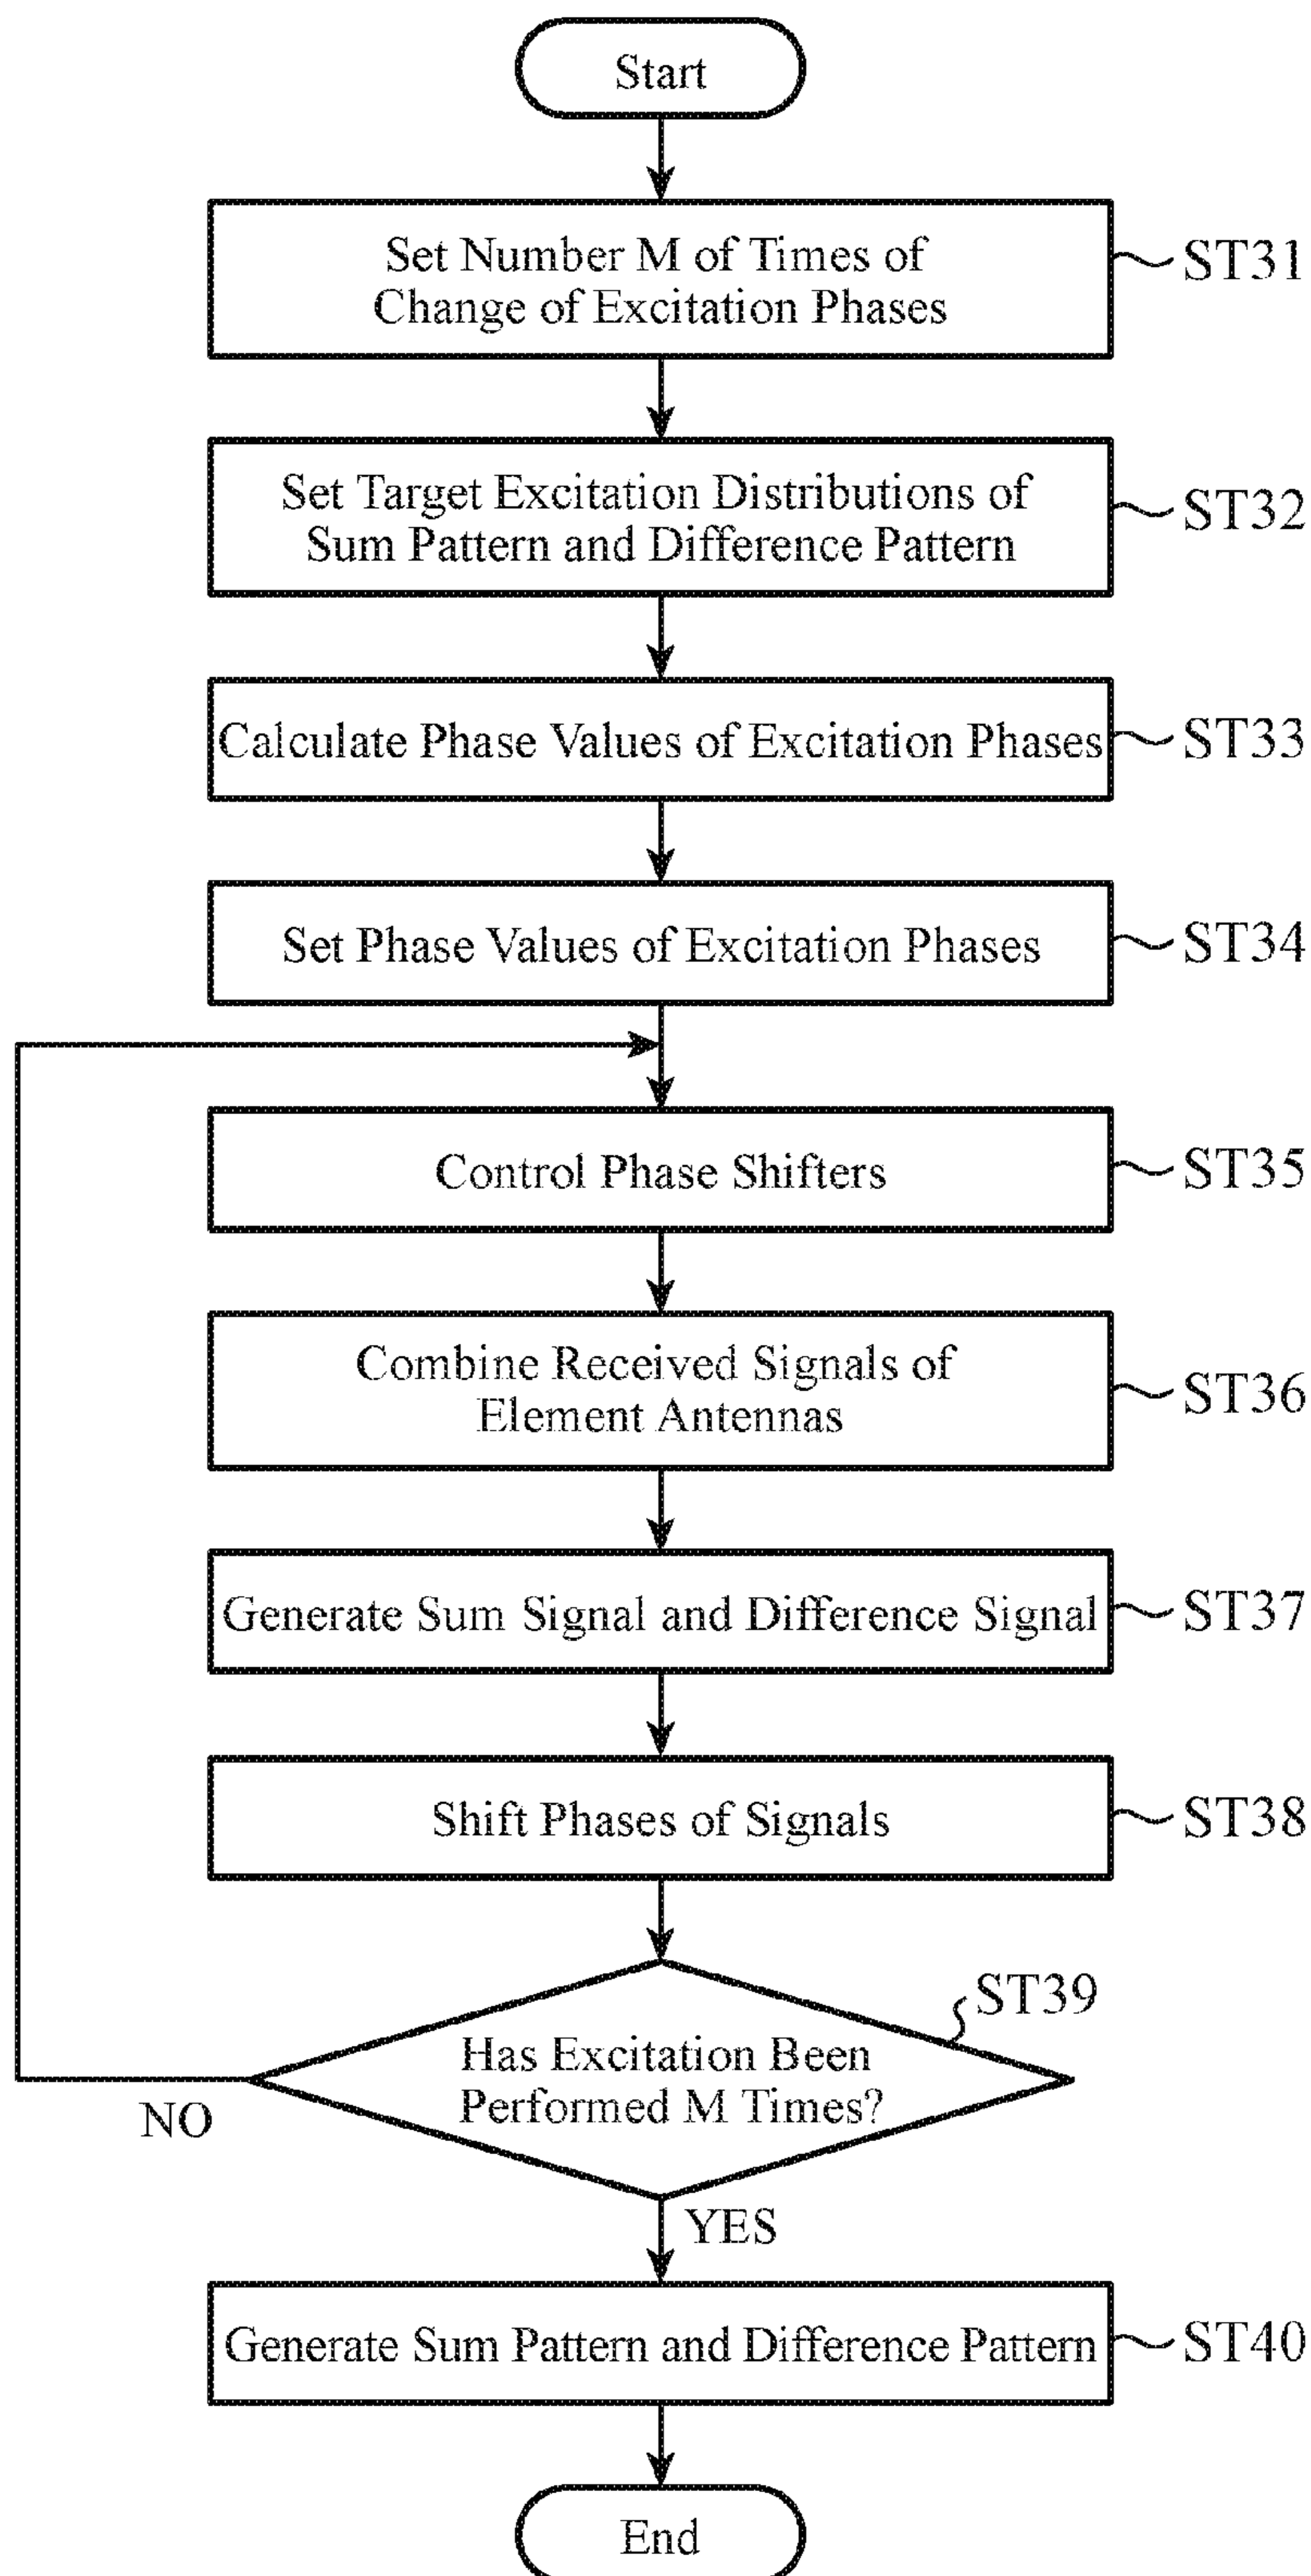 Start
Set Number M of Times of
Change of Excitation Phases
ST31
Set Target Excitation Distributions of
Sum Pattern and Difference Pattern
ST32
Calculate Phase Values of Excitation Phases
ST33
Set Phase Values of Excitation Phases
ST34
Control Phase Shifters
ST35
Combine Received Signals of
Element Antennas
ST36
Generate Sum Signal and Difference Signal
ST37
Shift Phases of Signals
ST38
ST39
Has Excitation Been
Performed M Times?
NO
YES
Generate Sum Pattern and Difference Pattern
ST40
End